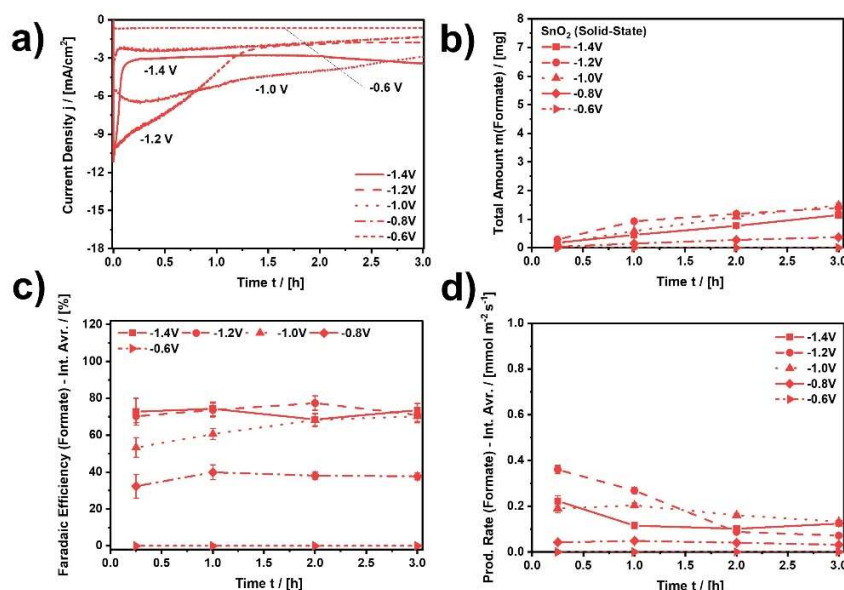 a)
Current Density j / [mA/cm²]
0
-3
-6
-9
-12
-15
-18
-1.4 V
-1.0 V
-0.6 V
-1.2 V
-1.4V
-1.2V
-1.0V
-0.8V
-0.6V
0.0 0.5 1.0 1.5 2.0 2.5 3.0
Time t / [h]
b)
Total Amount m(Formate) / [mg]
8
7
6
5
4
3
2
1
0
SnO₂ (Solid-State)
-1.4V
-1.2V
-1.0V
-0.8V
-0.6V
0.0 0.5 1.0 1.5 2.0 2.5 3.0
Time t / [h]
c)
Faradaic Efficiency (Formate) - Int. Avr. / [%]
120
100
80
60
40
20
0
-1.4V -1.2V -1.0V -0.8V
-0.6V
0.0 0.5 1.0 1.5 2.0 2.5 3.0
Time t / [h]
d)
Prod. Rate (Formate) - Int. Avr. / [mmol m⁻² s⁻¹]
1.0
0.8
0.6
0.4
0.2
0.0
-1.4V
-1.2V
-1.0V
-0.8V
-0.6V
0.0 0.5 1.0 1.5 2.0 2.5 3.0
Time t / [h]